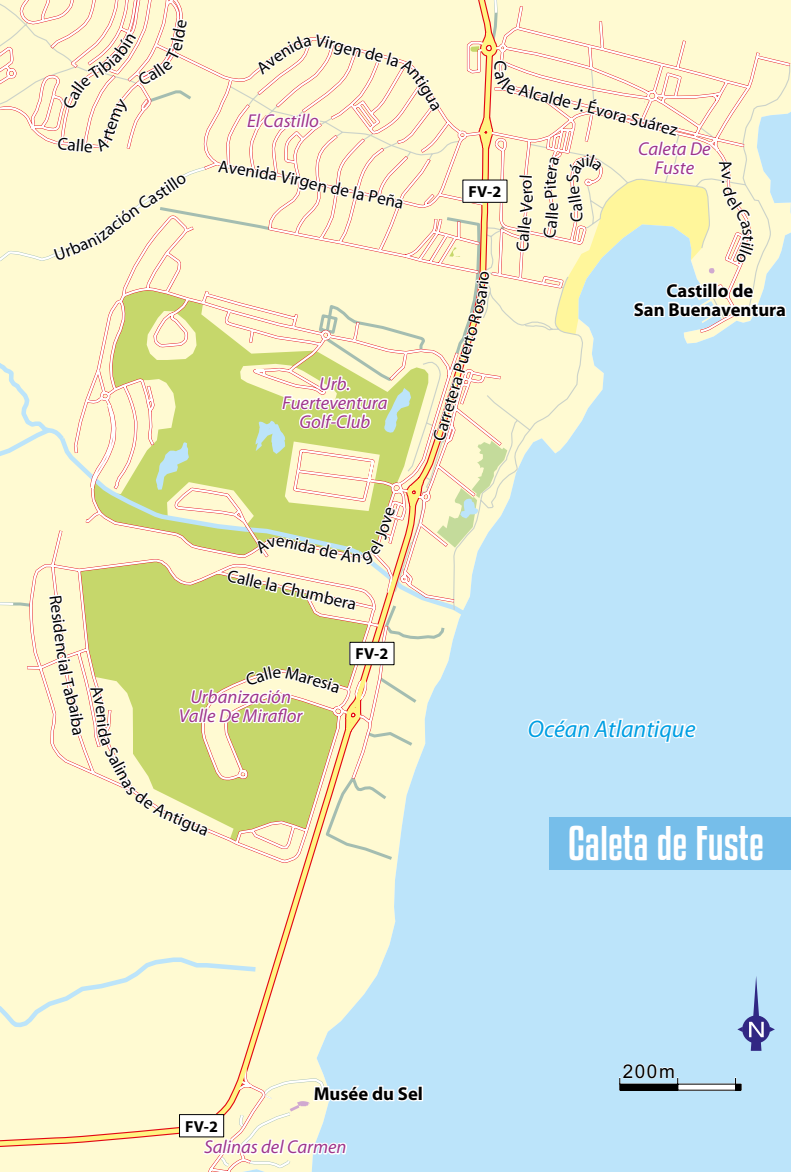 Calle Tibiabín
Calle Telde
Calle Artemy
Avenida Virgen de la Antigua
El Castillo
Calle Alcalde J. Évora Suárez
Caleta De
Fuste
Avenida Virgen de la Peña
FV-2
Calle Verol
Calle Pitera
Calle Sávila
Av. del Castillo
Urbanización Castillo
Castillo de
San Buenaventura
Carretera Puerto Rosario
Urb.
Fuerteventura
Golf-Club
Avenida de Ángel Jove
Calle la Chumbera
Residencial Tabaiba
FV-2
Calle Maresia
Urbanización
Valle De Miraflor
Avenida Salinas de Antigua
Océan Atlantique
Caleta de Fuste
N
200m
Musée du Sel
FV-2
Salinas del Carmen